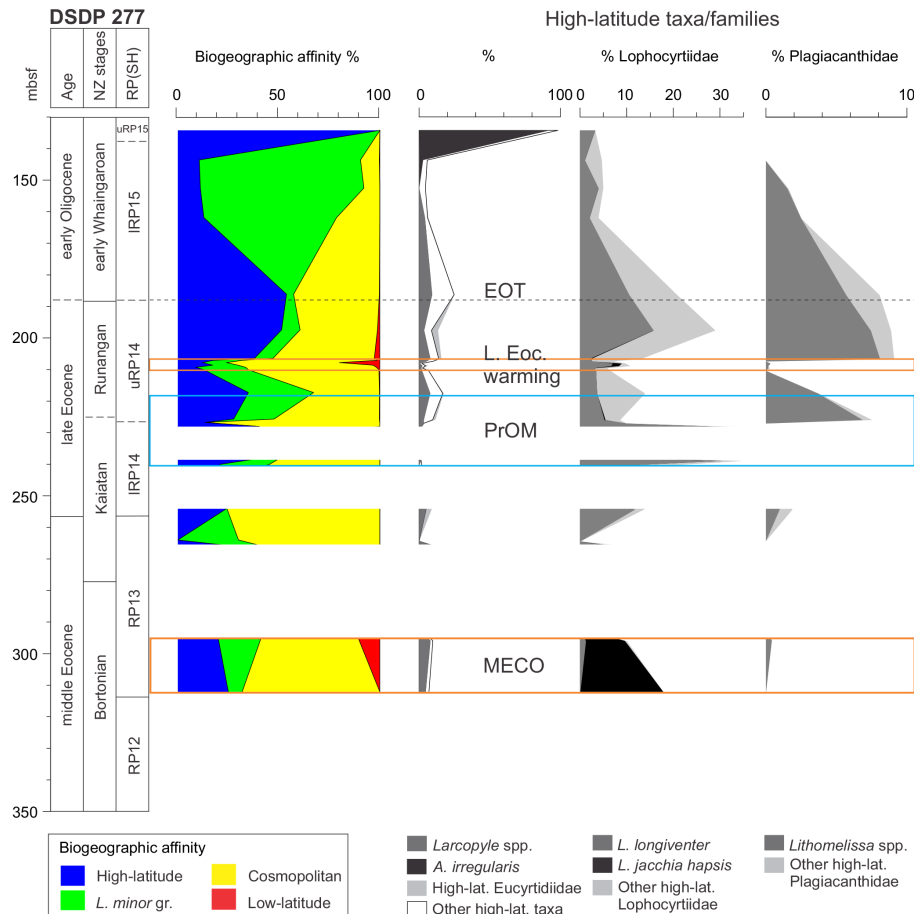 DSDP 277
High-latitude taxa/families
mbsf
Age
NZ stages
RP(SH)
Biogeographic affinity %
%
% Lophocyrtiidae
% Plagiacanthidae
0 50 100
0 100
0 10 20 30
0 10
150
200
250
300
350
early Oligocene
late Eocene
middle Eocene
early Whaingaroan
Runangan
Kaiatan
Bortonian
uRP15
lRP15
uRP14
lRP14
RP13
RP12
EOT
L. Eoc.
warming
PrOM
MECO
Biogeographic affinity
High-latitude
Cosmopolitan
L. minor gr.
Low-latitude
Larcopyle spp.
A. irregularis
High-lat. Eucyrtidiidae
Other high-lat. taxa
L. longiventer
L. jacchia hapsis
Other high-lat.
Lophocyrtiidae
Lithomelissa spp.
Other high-lat.
Plagiacanthidae